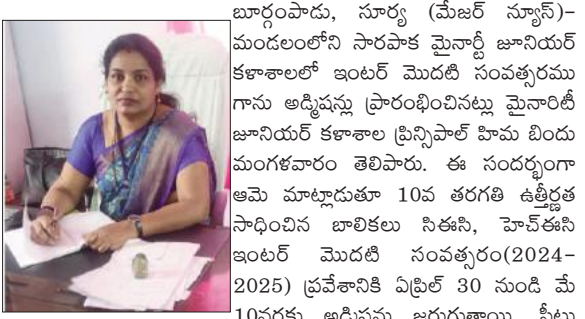 బూర్గంపాడు, సూర్య (మేజర్ న్యూస్)-
మండలంలోని సారపాక మైనార్టీ జూనియర్
కళాశాలలో ఇంటర్ మొదటి సంవత్సరము
గాను అడ్మిషన్లు ప్రారంభించినట్లు మైనారిటీ
జూనియర్ కళాశాల ప్రిన్సిపాల్ హిమ బిందు
మంగళవారం తెలిపారు. ఈ సందర్భంగా
ఆమె మాట్లాడుతూ 10వ తరగతి ఉత్తీర్ణత
సాధించిన బాలికలు సిఈసి, హెచ్ఈసి
ఇంటర్ మొదటి సంవత్సరం(2024-
2025) ప్రవేశానికి ఏప్రిల్ 30 నుండి మే
10వరకు